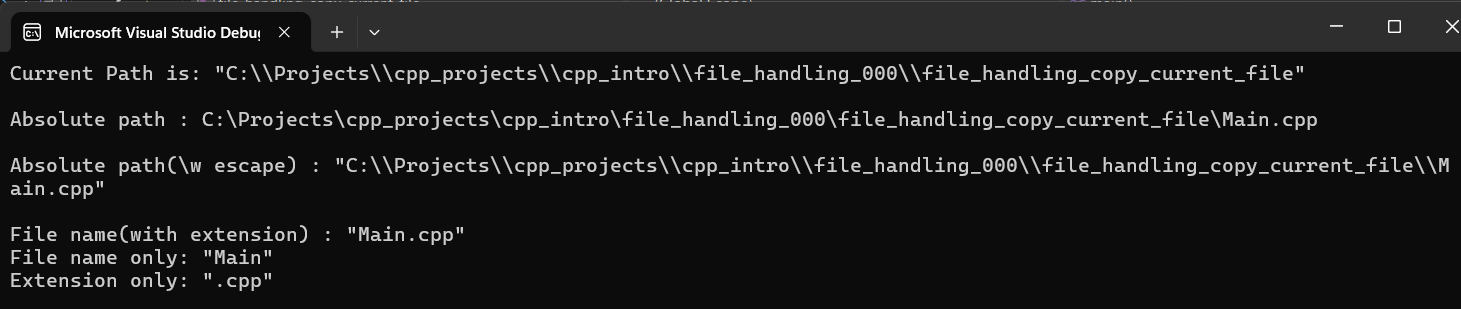 Microsoft Visual Studio Debug
Current Path is: "C:\\Projects\\cpp_projects\\cpp_intro\\file_handling_000\\file_handling_copy_current_file"
Absolute path : C:\Projects\cpp_projects\cpp_intro\file_handling_000\file_handling_copy_current_file\Main.cpp
Absolute path(\w escape) : "C:\\Projects\\cpp_projects\\cpp_intro\\file_handling_000\\file_handling_copy_current_file\\M
ain.cpp"
File name(with extension) : "Main.cpp"
File name only: "Main"
Extension only: ".cpp"